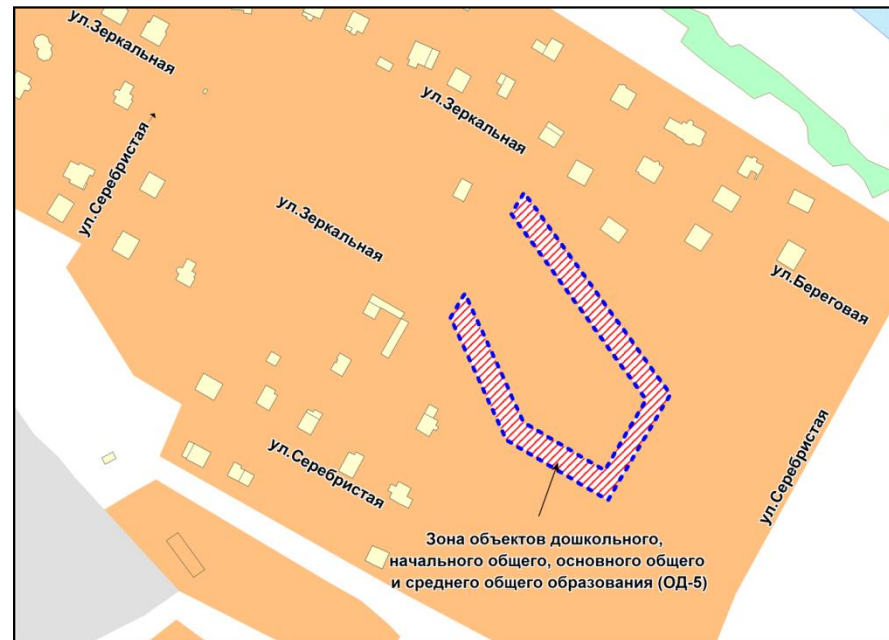 ул.Зеркальная
ул.Зеркальная
ул.Серебристая
ул.Зеркальная
ул.Береговая
ул.Серебристая
ул.Серебристая
Зона объектов дошкольного,
начального общего, основного общего
и среднего общего образования (ОД-5)